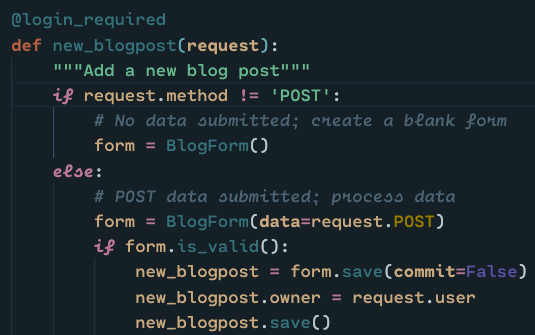 @login_required
def new_blogpost(request):
    """Add a new blog post"""
    if request.method != 'POST':
        # No data submitted; create a blank form
        form = BlogForm()
    else:
        # POST data submitted; process data
        form = BlogForm(data=request.POST)
        if form.is_valid():
            new_blogpost = form.save(commit=False)
            new_blogpost.owner = request.user
            new_blogpost.save()